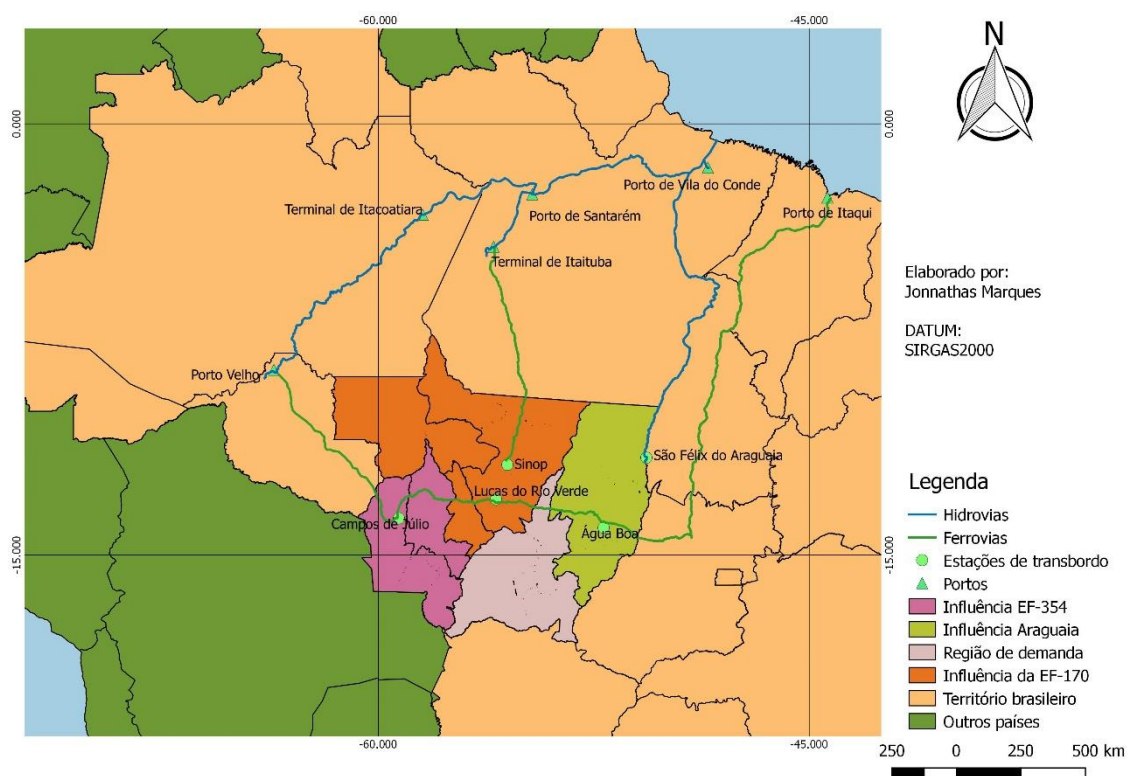 -60.000
-45.000
N
0.000
0.000
Porto de Vila do Conde
Terminal de Itacoatiara
Porto de Santarém
Porto de Itaqui
Terminal de Itaituba
Elaborado por:
Jonnathas Marques
DATUM:
SIRGAS2000
Porto Velho
Sinop
São Félix do Araguaia
Lucas do Rio Verde
Campos de Júlio
Água Boa
-15.000
-15.000
Legenda
Hidrovias
Ferrovias
Estações de transbordo
Portos
Influência EF-354
Influência Araguaia
Região de demanda
Influência da EF-170
Território brasileiro
Outros países
-60.000
-45.000
250 0 250 500 km